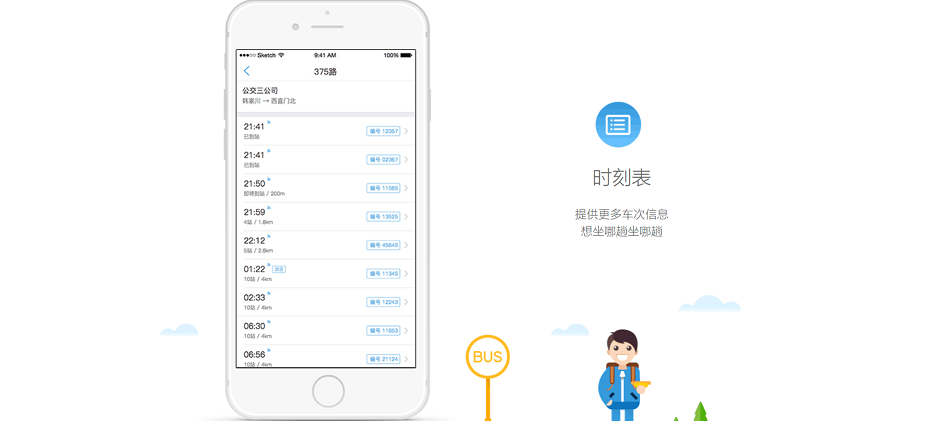 Sketch 9:41 AM 100%
375路
公交三公司
韩家川 → 西直门北
21:41 编号 12357
已到站
21:41 编号 02367
已到站
21:50 编号 11565
即将到站 / 200m
21:59 编号 13525
4站 / 1.8km
22:12 编号 45645
5站 / 2.8km
01:22 编号 11345
10站 / 4km
02:33 编号 12243
10站 / 4km
06:30 编号 11553
10站 / 4km
06:56 编号 21124
10站 / 4km
时刻表
提供更多车次信息
想坐哪趟坐哪趟
BUS